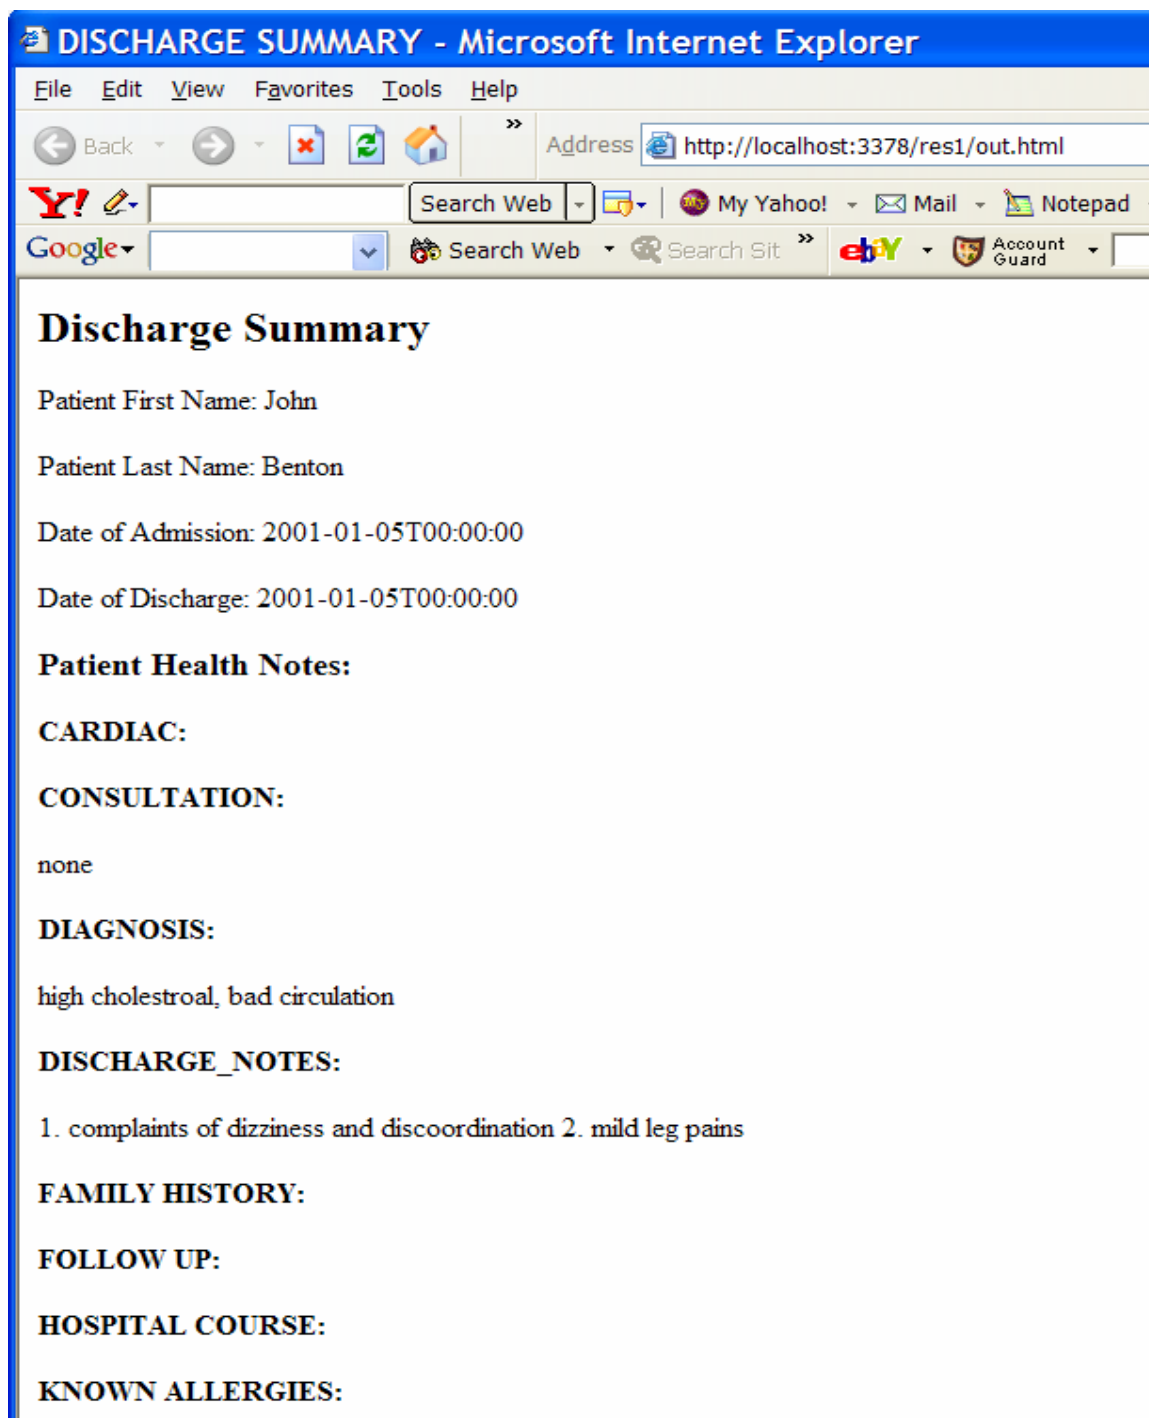 DISCHARGE SUMMARY - Microsoft Internet Explorer
File Edit View Favorites Tools Help
Back » Address http://localhost:3378/res1/out.html
Y! Search Web My Yahoo! Mail Notepad
Google Search Web Search Sit » ebY Account Guard
Discharge Summary
Patient First Name: John
Patient Last Name: Benton
Date of Admission: 2001-01-05T00:00:00
Date of Discharge: 2001-01-05T00:00:00
Patient Health Notes:
CARDIAC:
CONSULTATION:
none
DIAGNOSIS:
high cholestroal, bad circulation
DISCHARGE_NOTES:
1. complaints of dizziness and discoordination 2. mild leg pains
FAMILY HISTORY:
FOLLOW UP:
HOSPITAL COURSE:
KNOWN ALLERGIES: